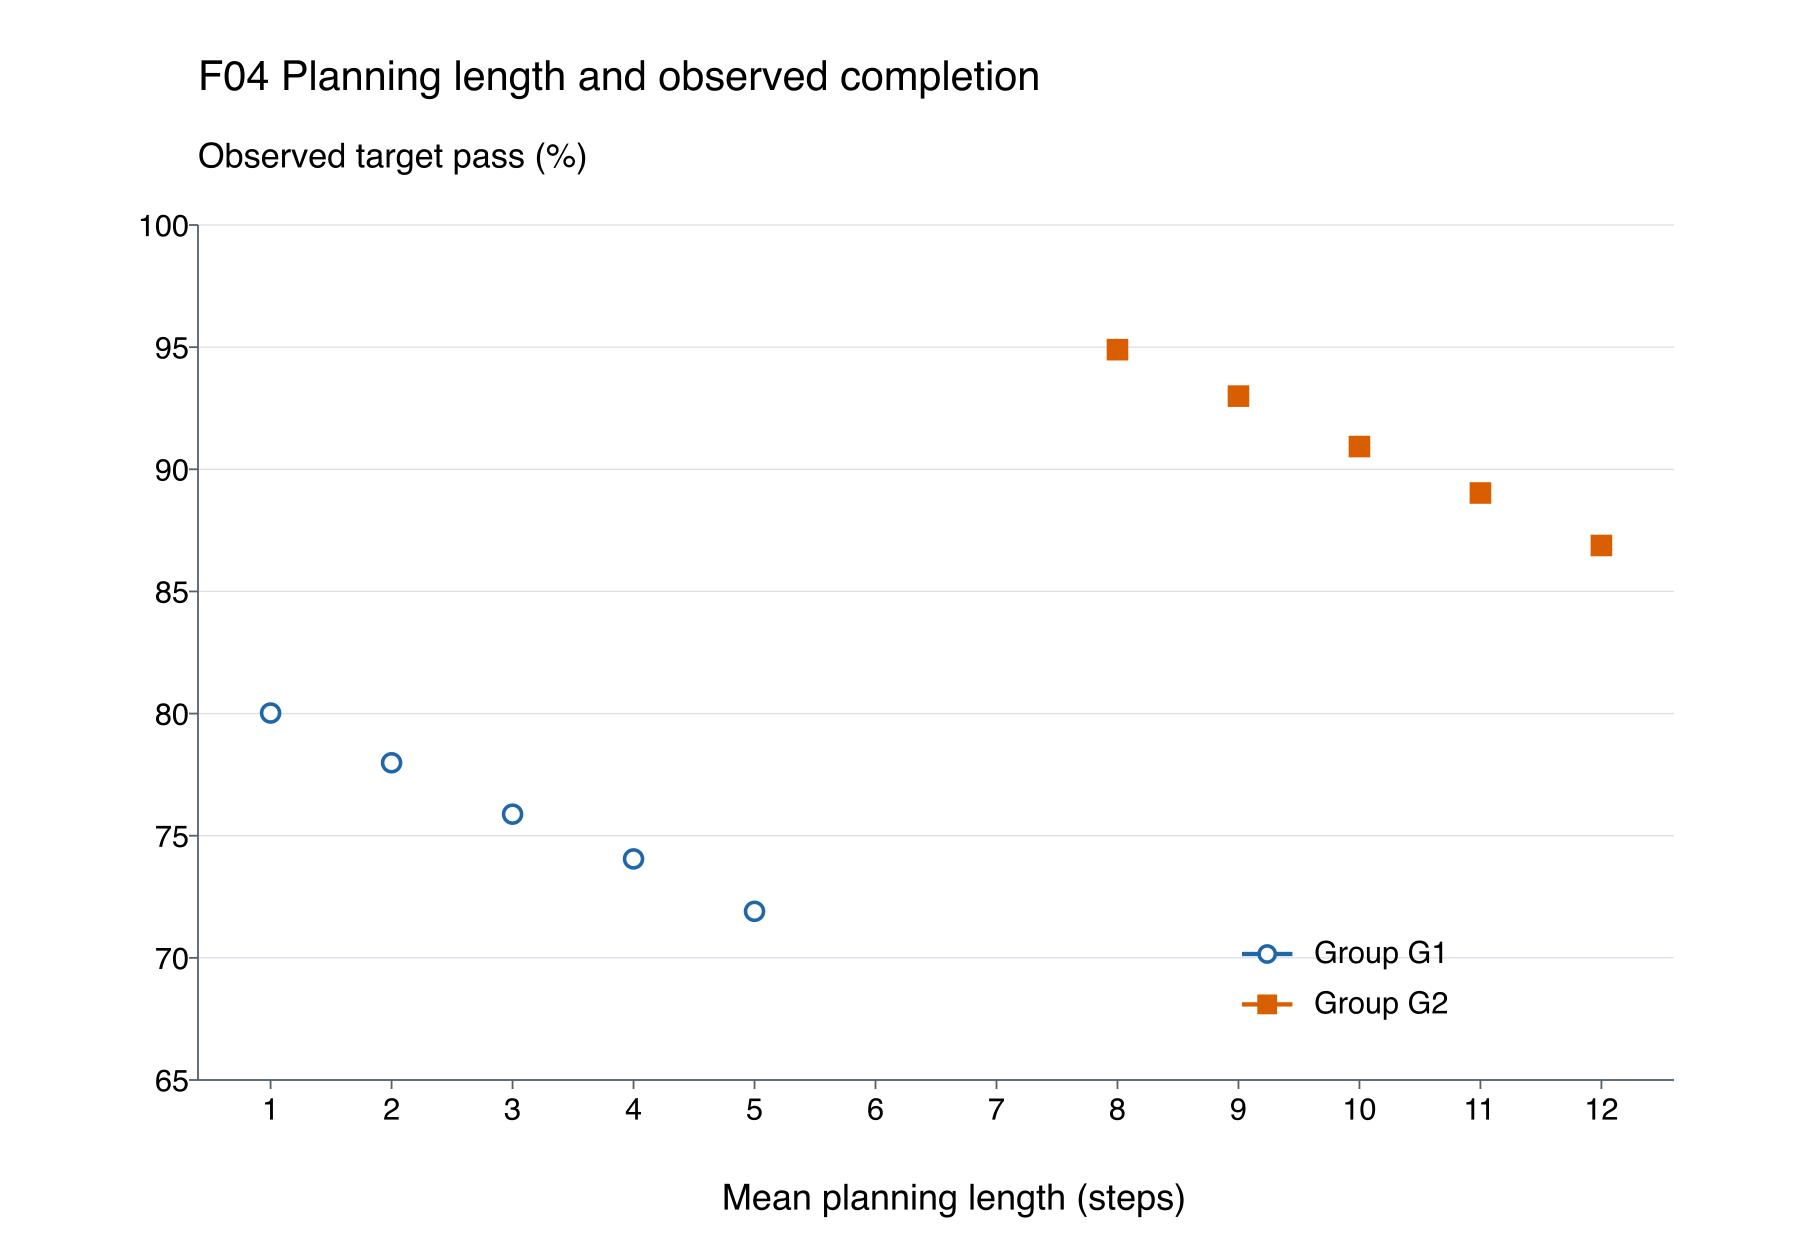 F04 Planning length and observed completion
Observed target pass (%)
100
95
90
85
80
75
70
65
Group G1
Group G2
1 2 3 4 5 6 7 8 9 10 11 12
Mean planning length (steps)